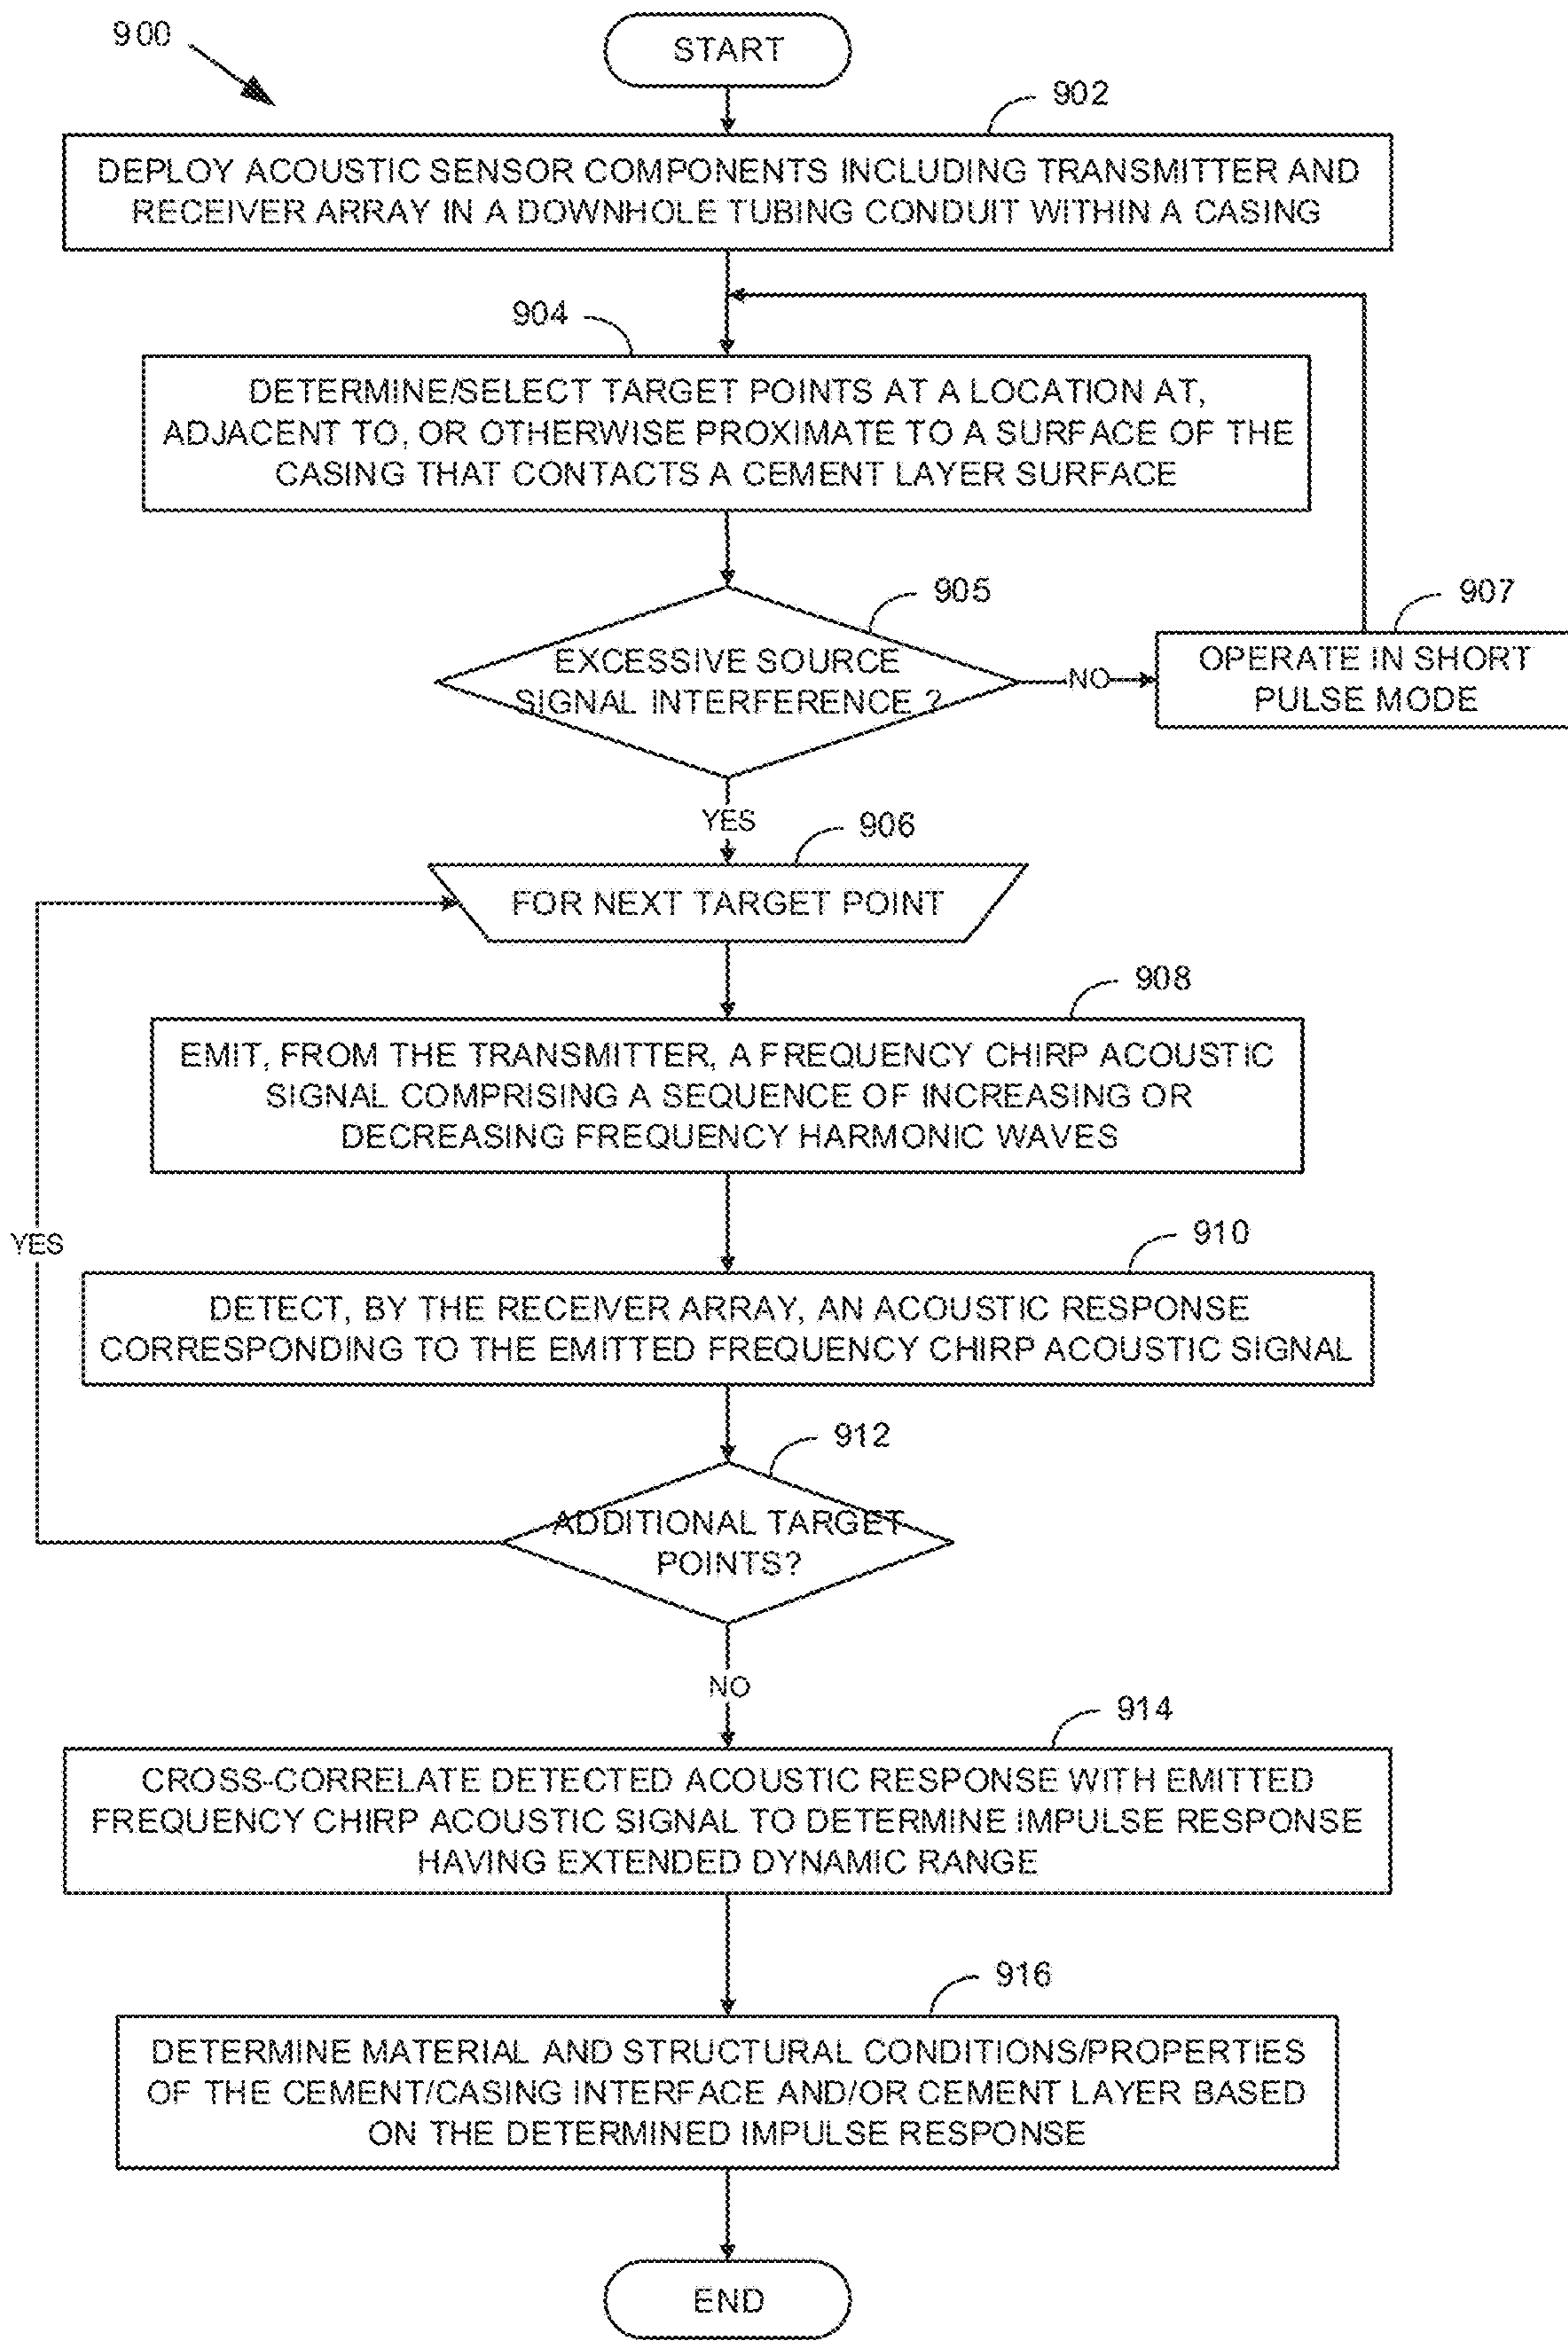 900
START
902
DEPLOY ACOUSTIC SENSOR COMPONENTS INCLUDING TRANSMITTER AND
RECEIVER ARRAY IN A DOWNHOLE TUBING CONDUIT WITHIN A CASING
904
DETERMINE/SELECT TARGET POINTS AT A LOCATION AT,
ADJACENT TO, OR OTHERWISE PROXIMATE TO A SURFACE OF THE
CASING THAT CONTACTS A CEMENT LAYER SURFACE
905
EXCESSIVE SOURCE
SIGNAL INTERFERENCE ?
NO
907
OPERATE IN SHORT
PULSE MODE
YES
906
FOR NEXT TARGET POINT
908
EMIT, FROM THE TRANSMITTER, A FREQUENCY CHIRP ACOUSTIC
SIGNAL COMPRISING A SEQUENCE OF INCREASING OR
DECREASING FREQUENCY HARMONIC WAVES
YES
910
DETECT, BY THE RECEIVER ARRAY, AN ACOUSTIC RESPONSE
CORRESPONDING TO THE EMITTED FREQUENCY CHIRP ACOUSTIC SIGNAL
912
ADDITIONAL TARGET
POINTS?
NO
914
CROSS-CORRELATE DETECTED ACOUSTIC RESPONSE WITH EMITTED
FREQUENCY CHIRP ACOUSTIC SIGNAL TO DETERMINE IMPULSE RESPONSE
HAVING EXTENDED DYNAMIC RANGE
916
DETERMINE MATERIAL AND STRUCTURAL CONDITIONS/PROPERTIES
OF THE CEMENT/CASING INTERFACE AND/OR CEMENT LAYER BASED
ON THE DETERMINED IMPULSE RESPONSE
END